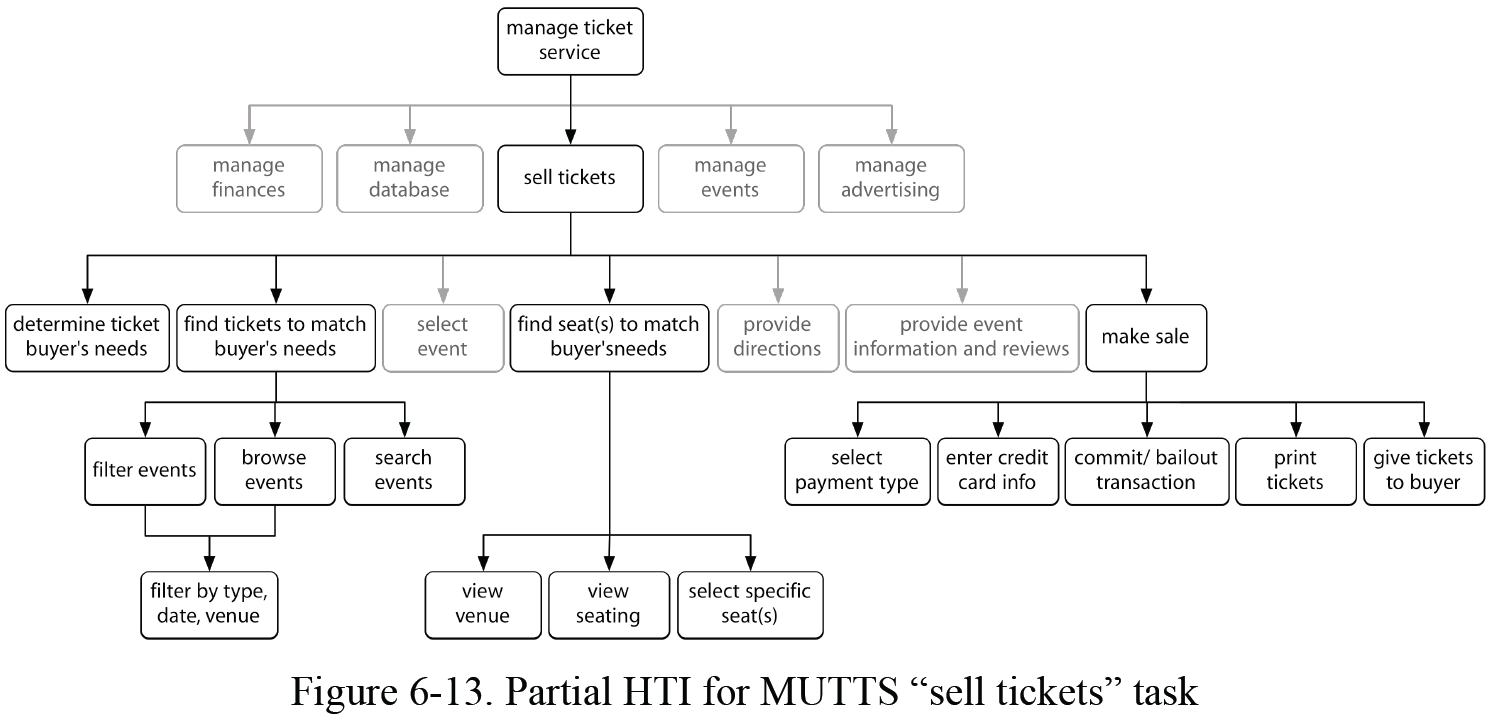 manage ticket
service
manage
finances
manage
database
sell tickets
manage
events
manage
advertising
determine ticket
buyer's needs
find tickets to match
buyer's needs
select
event
find seat(s) to match
buyer'sneeds
provide
directions
provide event
information and reviews
make sale
filter events
browse
events
search
events
select
payment type
enter credit
card info
commit/ bailout
transaction
print
tickets
give tickets
to buyer
filter by type,
date, venue
view
venue
view
seating
select specific
seat(s)
Figure 6-13. Partial HTI for MUTTS “sell tickets” task